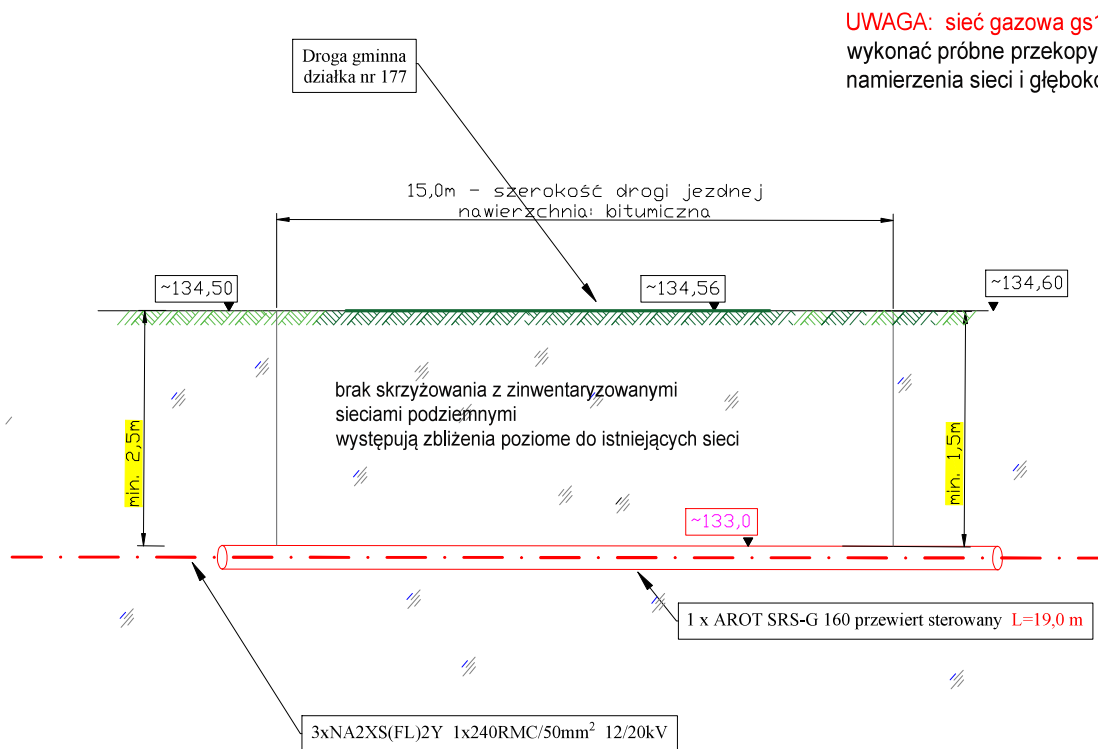 UWAGA: sieć gazowa gs
wykonać próbne przekopy
namierzenia sieci i głęboko
Droga gminna
działka nr 177
15,0m - szerokość drogi jezdnej
nawierzchnia: bitumiczna
~134,50
~134,56
~134,60
brak skrzyżowania z zinwentaryzowanymi
sieciami podziemnymi
występują zbliżenia poziome do istniejących sieci
min. 2,5m
min. 1,5m
~133,0
1 x AROT SRS-G 160 przewiert sterowany L=19,0 m
3xNA2XS(FL)2Y 1x240RMC/50mm² 12/20kV